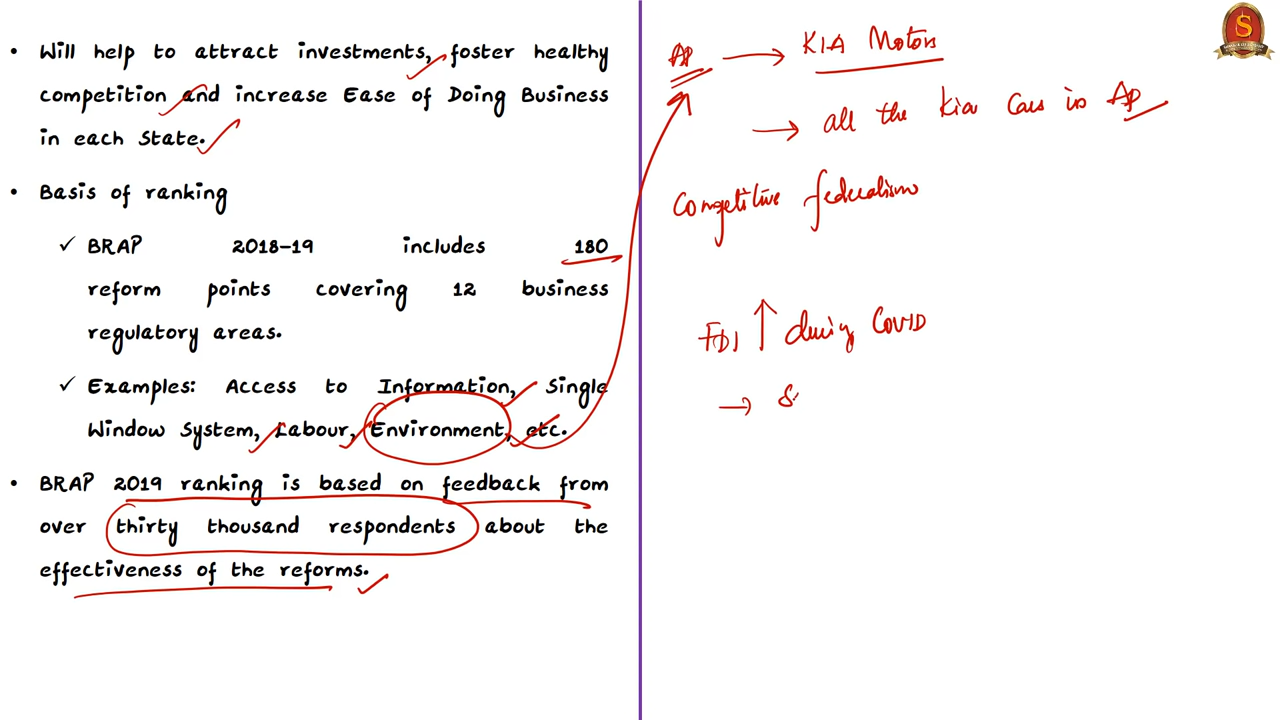 • Will help to attract investments, foster healthy
competition and increase Ease of Doing Business
in each State.
• Basis of ranking
✓ BRAP 2018-19 includes 180
reform points covering 12 business
regulatory areas.
✓ Examples: Access to Information, Single
Window System, Labour, Environment, etc.
• BRAP 2019 ranking is based on feedback from
over thirty thousand respondents about the
effectiveness of the reforms.
AP → KIA Motors
→ all the Kia Cars in AP
Competitive federalism
FDI ↑ during COVID
→
S